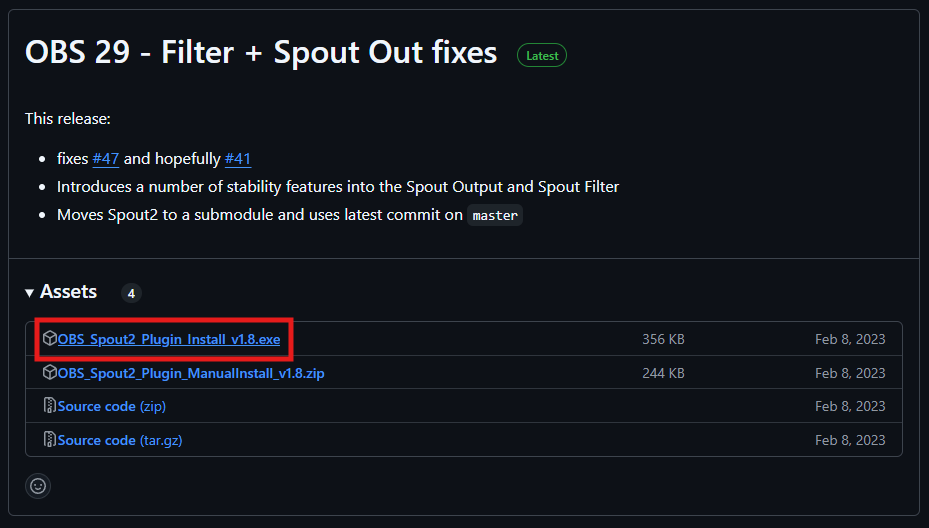 OBS 29 - Filter + Spout Out fixes Latest
This release:
fixes #47 and hopefully #41
Introduces a number of stability features into the Spout Output and Spout Filter
Moves Spout2 to a submodule and uses latest commit on master
Assets 4
OBS_Spout2_Plugin_Install_v1.8.exe 356 KB Feb 8, 2023
OBS_Spout2_Plugin_ManualInstall_v1.8.zip 244 KB Feb 8, 2023
Source code (zip) Feb 8, 2023
Source code (tar.gz) Feb 8, 2023